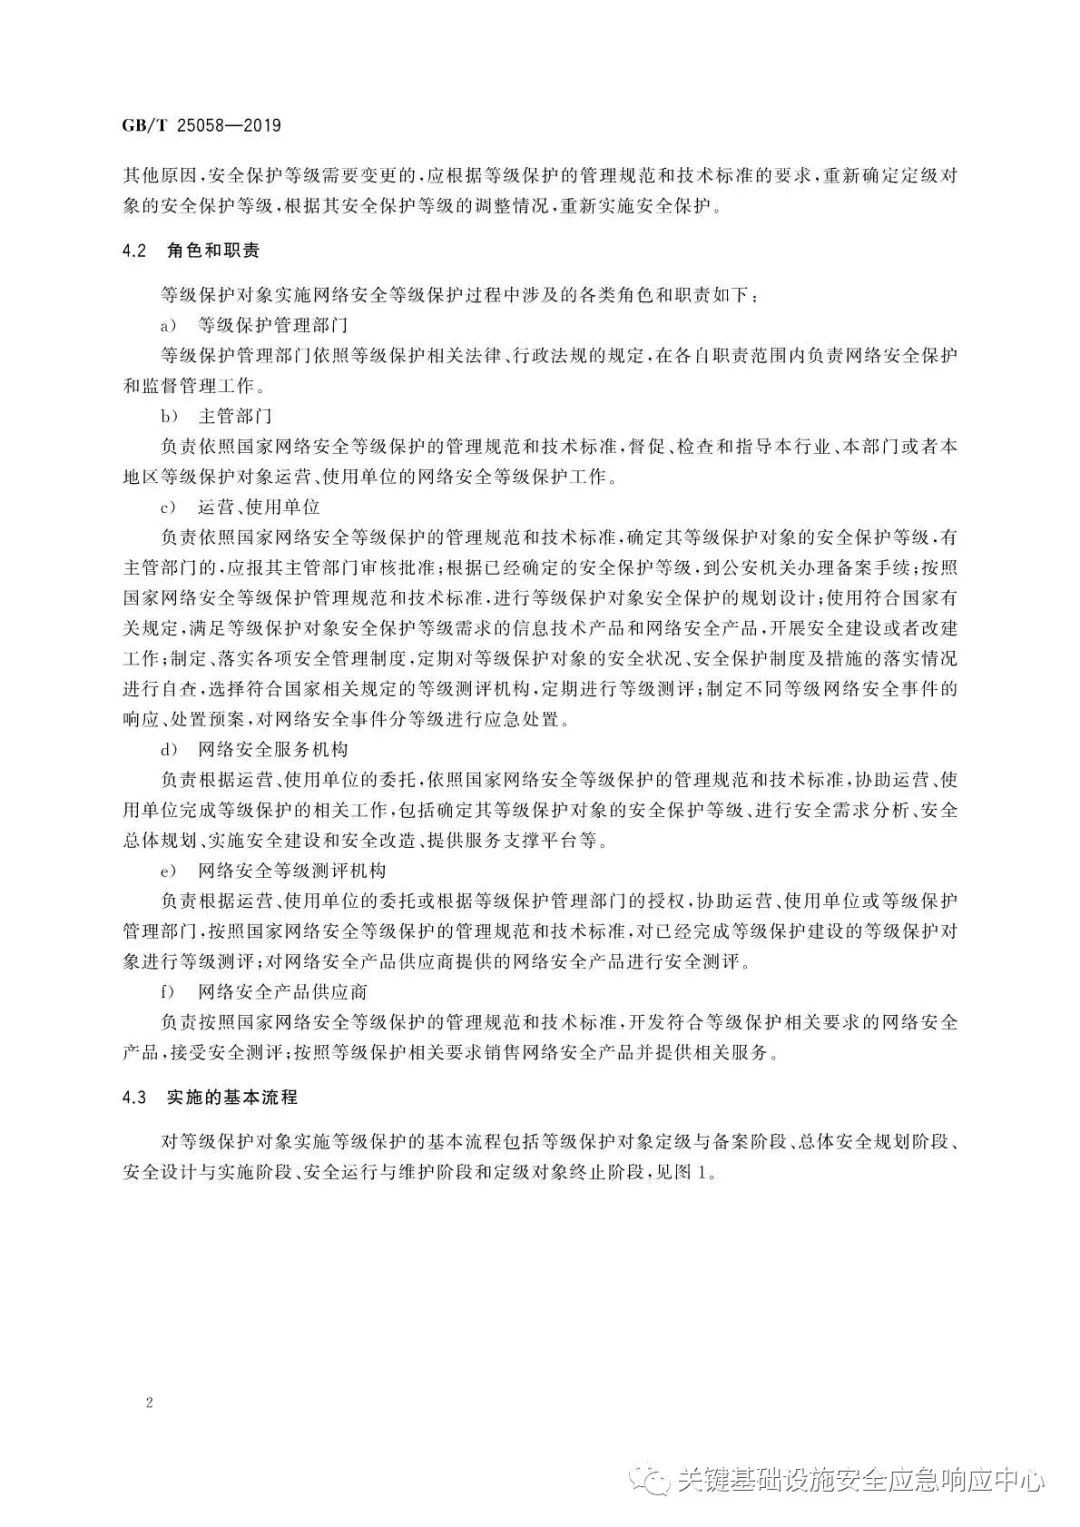 GB/T 25058—2019
其他原因,安全保护等级需要变更的,应根据等级保护的管理规范和技术标准的要求,重新确定定级对
象的安全保护等级,根据其安全保护等级的调整情况,重新实施安全保护。
4.2 角色和职责
等级保护对象实施网络安全等级保护过程中涉及的各类角色和职责如下:
a) 等级保护管理部门
等级保护管理部门依照等级保护相关法律、行政法规的规定,在各自职责范围内负责网络安全保护
和监督管理工作。
b) 主管部门
负责依照国家网络安全等级保护的管理规范和技术标准,督促、检查和指导本行业、本部门或者本
地区等级保护对象运营、使用单位的网络安全等级保护工作。
c) 运营、使用单位
负责依照国家网络安全等级保护的管理规范和技术标准,确定其等级保护对象的安全保护等级,有
主管部门的,应报其主管部门审核批准;根据已经确定的安全保护等级,到公安机关办理备案手续;按照
国家网络安全等级保护管理规范和技术标准,进行等级保护对象安全保护的规划设计;使用符合国家有
关规定,满足等级保护对象安全保护等级需求的信息技术产品和网络安全产品,开展安全建设或者改建
工作;制定、落实各项安全管理制度,定期对等级保护对象的安全状况、安全保护制度及措施的落实情况
进行自查,选择符合国家相关规定的等级测评机构,定期进行等级测评;制定不同等级网络安全事件的
响应、处置预案,对网络安全事件分等级进行应急处置。
d) 网络安全服务机构
负责根据运营、使用单位的委托,依照国家网络安全等级保护的管理规范和技术标准,协助运营、使
用单位完成等级保护的相关工作,包括确定其等级保护对象的安全保护等级、进行安全需求分析、安全
总体规划、实施安全建设和安全改造、提供服务支撑平台等。
e) 网络安全等级测评机构
负责根据运营、使用单位的委托或根据等级保护管理部门的授权,协助运营、使用单位或等级保护
管理部门,按照国家网络安全等级保护的管理规范和技术标准,对已经完成等级保护建设的等级保护对
象进行等级测评;对网络安全产品供应商提供的网络安全产品进行安全测评。
f) 网络安全产品供应商
负责按照国家网络安全等级保护的管理规范和技术标准,开发符合等级保护相关要求的网络安全
产品,接受安全测评;按照等级保护相关要求销售网络安全产品并提供相关服务。
4.3 实施的基本流程
对等级保护对象实施等级保护的基本流程包括等级保护对象定级与备案阶段、总体安全规划阶段、
安全设计与实施阶段、安全运行与维护阶段和定级对象终止阶段,见图 1。
2
关键基础设施安全应急响应中心